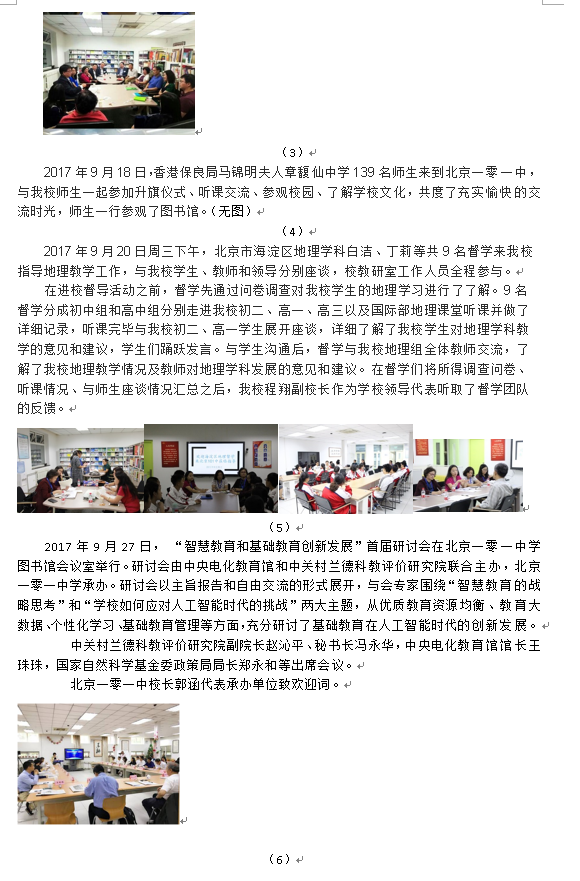 （3）
2017 年 9 月 18 日，香港保良局马锦明夫人章馥仙中学 139 名师生来到北京一零一中，
与我校师生一起参加升旗仪式、听课交流、参观校园、了解学校文化，共度了充实愉快的交
流时光，师生一行参观了图书馆。（无图）
（4）
2017 年 9 月 20 日周三下午，北京市海淀区地理学科白洁、丁莉等共 9 名督学来我校
指导地理教学工作，与我校学生、教师和领导分别座谈，校教研室工作人员全程参与。
在进校督导活动之前，督学先通过问卷调查对我校学生的地理学习进行了了解。9 名
督学分成初中组和高中组分别走进我校初二、高一、高三以及国际部地理课堂听课并做了
详细记录，听课完毕与我校初二、高一学生展开座谈，详细了解了我校学生对地理学科教
学的意见和建议，学生们踊跃发言。与学生沟通后，督学与我校地理组全体教师交流，了
解了我校地理教学情况及教师对地理学科发展的意见和建议。在督学们将所得调查问卷、
听课情况、与师生座谈情况汇总之后，我校程翔副校长作为学校领导代表听取了督学团队
的反馈。
（5）
2017 年 9 月 27 日， “智慧教育和基础教育创新发展”首届研讨会在北京一零一中学
图书馆会议室举行。研讨会由中央电化教育馆和中关村兰德科教评价研究院联合主办，北京
一零一中学承办。研讨会以主旨报告和自由交流的形式展开，与会专家围绕“智慧教育的战
略思考”和“学校如何应对人工智能时代的挑战”两大主题，从优质教育资源均衡、教育大
数据、个性化学习、基础教育管理等方面，充分研讨了基础教育在人工智能时代的创新发展。
中关村兰德科教评价研究院副院长赵沁平、秘书长冯永华，中央电化教育馆馆长王
珠珠，国家自然科学基金委政策局局长郑永和等出席会议。
北京一零一中校长郭涵代表承办单位致欢迎词。
（6）